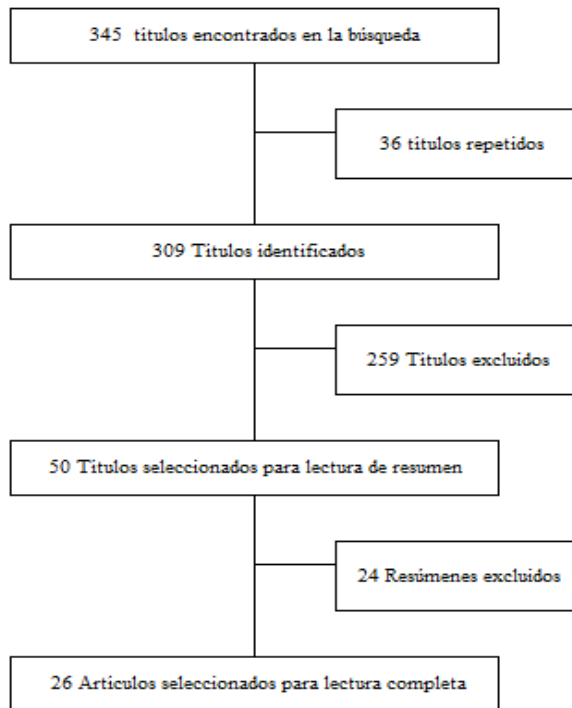 345 titulos encontrados en la búsqueda
36 titulos repetidos
309 Titulos identificados
259 Titulos excluidos
50 Titulos seleccionados para lectura de resumen
24 Resúmenes excluidos
26 Articulos seleccionados para lectura completa